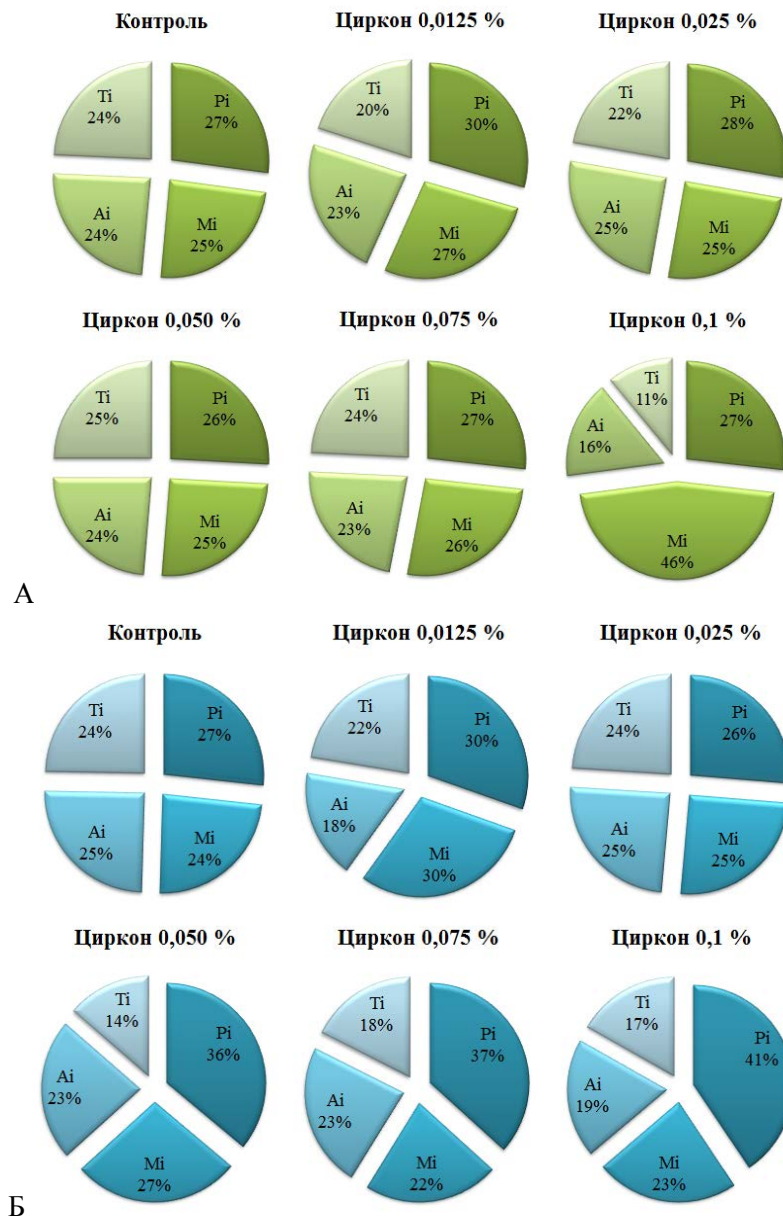 Контроль
Циркон 0,0125 %
Циркон 0,025 %
Ti
24%
Pi
27%
Ai
24%
Mi
25%
Ti
20%
Pi
30%
Ai
23%
Mi
27%
Ti
22%
Pi
28%
Ai
25%
Mi
25%
Циркон 0,050 %
Циркон 0,075 %
Циркон 0,1 %
Ti
25%
Pi
26%
Ai
24%
Mi
25%
Ti
24%
Pi
27%
Ai
23%
Mi
26%
Ti
11%
Pi
27%
Ai
16%
Mi
46%
А
Контроль
Циркон 0,0125 %
Циркон 0,025 %
Ti
24%
Pi
27%
Ai
25%
Mi
24%
Ti
22%
Pi
30%
Ai
18%
Mi
30%
Ti
24%
Pi
26%
Ai
25%
Mi
25%
Циркон 0,050 %
Циркон 0,075 %
Циркон 0,1 %
Ti
14%
Pi
36%
Ai
23%
Mi
27%
Ti
18%
Pi
37%
Ai
23%
Mi
22%
Ti
17%
Pi
41%
Ai
19%
Mi
23%
Б